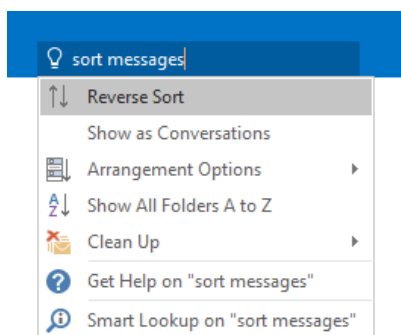 sort messages
Reverse Sort
Show as Conversations
Arrangement Options
Show All Folders A to Z
Clean Up
Get Help on "sort messages"
Smart Lookup on "sort messages"